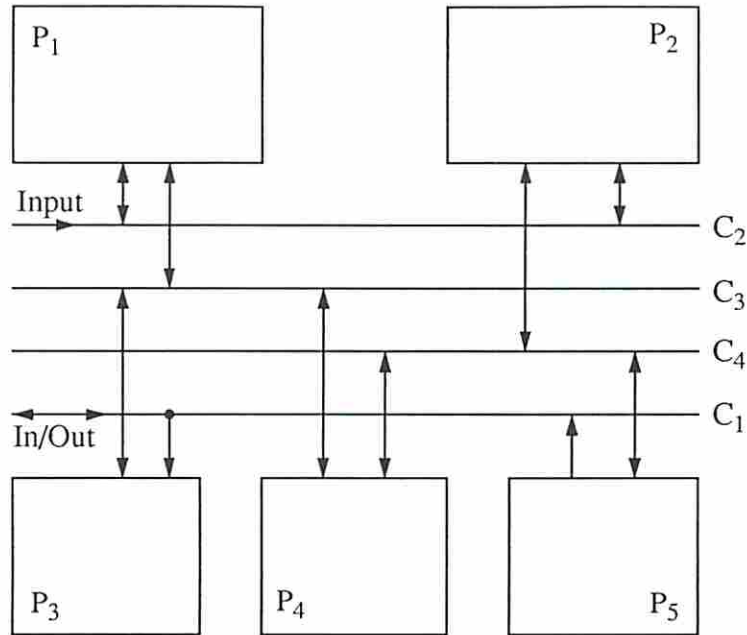 P₁
P₂
Input
C₂
C₃
C₄
C₁
In/Out
P₃
P₄
P₅